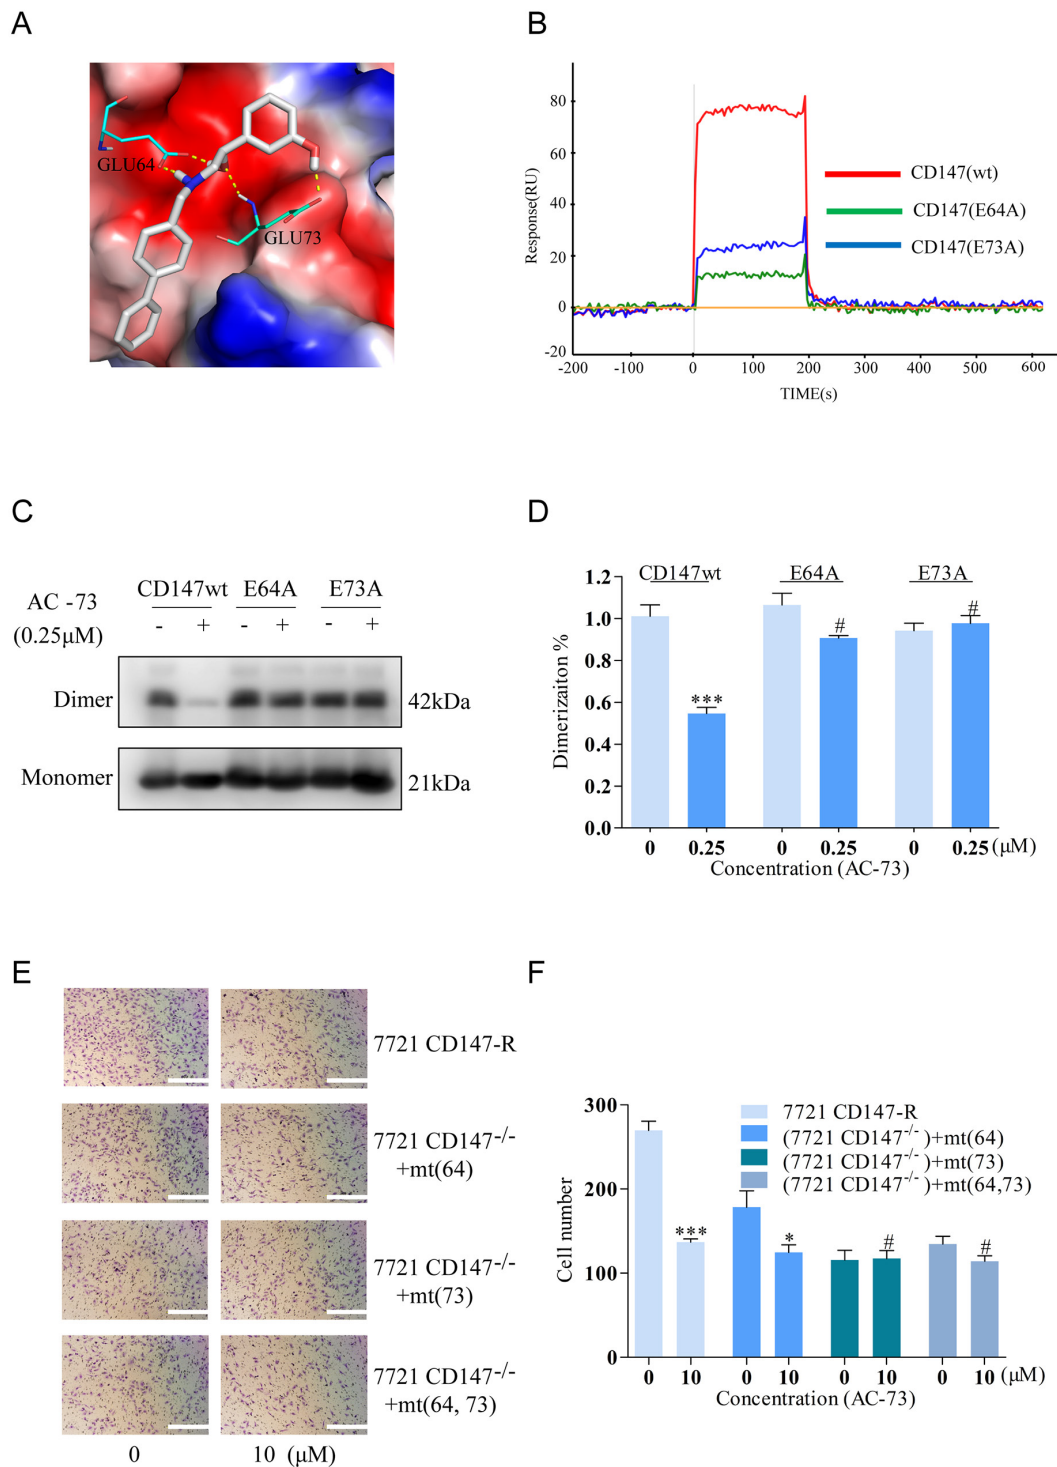 A
GLU64
GLU73
B
80
60
40
20
0
-20
Response(RU)
-200 -100 0 100 200 300 400 500 600
TIME(s)
CD147(wt)
CD147(E64A)
CD147(E73A)
C
AC -73
(0.25μM)
CD147wt E64A E73A
- + - + - +
Dimer 42kDa
Monomer 21kDa
D
CD147wt E64A E73A
1.2
1.0
0.8
0.6
0.4
0.2
0.0
Dimerizaiton %
*** # #
0 0.25 0 0.25 0 0.25 (μM)
Concentration (AC-73)
E
7721 CD147-R
7721 CD147-/-
+mt(64)
7721 CD147-/-
+mt(73)
7721 CD147-/-
+mt(64, 73)
0 10 (μM)
F
300
200
100
0
Cell number
7721 CD147-R
(7721 CD147-/- )+mt(64)
(7721 CD147-/- )+mt(73)
(7721 CD147-/- )+mt(64,73)
*** * # #
0 10 0 10 0 10 0 10 (μM)
Concentration (AC-73)